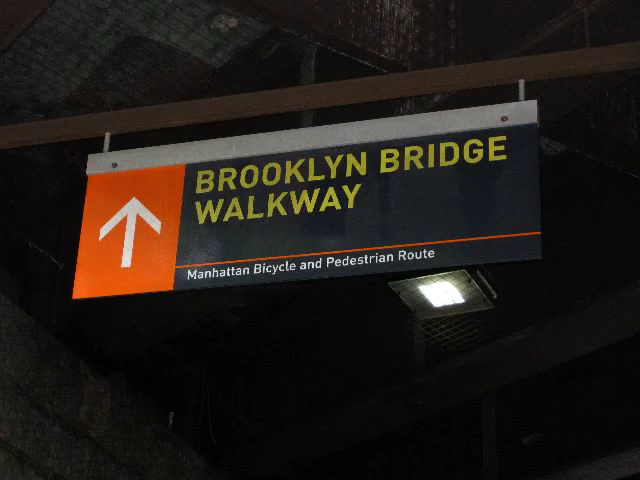 BROOKLYN BRIDGE
WALKWAY
Manhattan Bicycle and Pedestrian Route